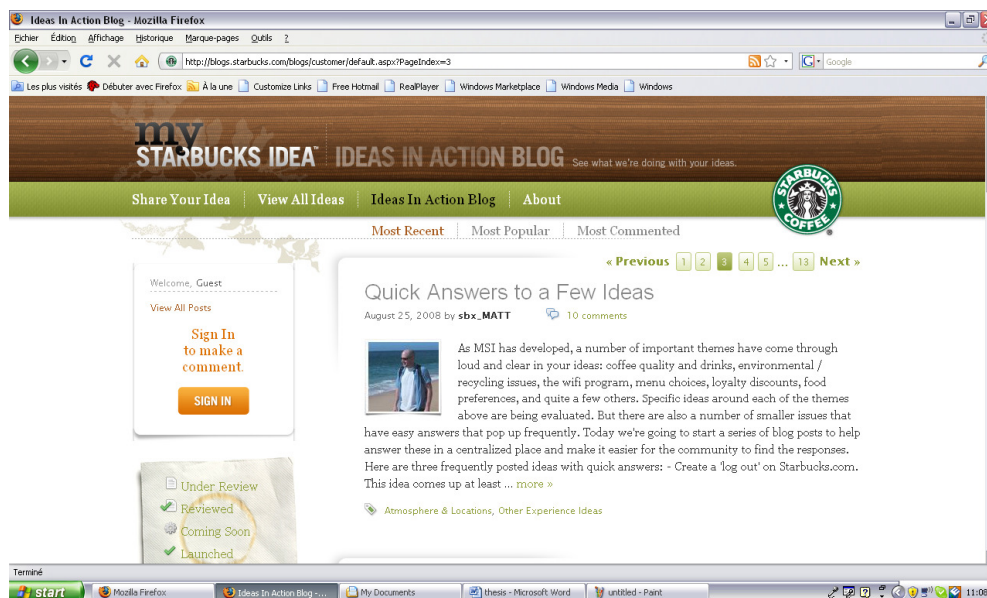 Ideas In Action Blog - Mozilla Firefox
Fichier Édition Affichage Historique Marque-pages Outils ?
http://blogs.starbucks.com/blogs/customer/default.aspx?PageIndex=3
G Google
Les plus visités Débuter avec Firefox À la une Customize Links Free Hotmail RealPlayer Windows Marketplace Windows Media Windows
my
STARBUCKS IDEA™ IDEAS IN ACTION BLOG See what we're doing with your ideas.
STARBUCKS COFFEE
Share Your Idea View All Ideas Ideas In Action Blog About
Most Recent Most Popular Most Commented
« Previous 1 2 3 4 5 ... 13 Next »
Welcome, Guest
View All Posts
Sign In
to make a
comment.
SIGN IN
Under Review
Reviewed
Coming Soon
Launched
Quick Answers to a Few Ideas
August 25, 2008 by sbx_MATT 10 comments
As MSI has developed, a number of important themes have come through
loud and clear in your ideas: coffee quality and drinks, environmental /
recycling issues, the wifi program, menu choices, loyalty discounts, food
preferences, and quite a few others. Specific ideas around each of the themes
above are being evaluated. But there are also a number of smaller issues that
have easy answers that pop up frequently. Today we're going to start a series of blog posts to help
answer these in a centralized place and make it easier for the community to find the responses.
Here are three frequently posted ideas with quick answers: - Create a 'log out' on Starbucks.com.
This idea comes up at least ... more »
Atmosphere & Locations, Other Experience Ideas
Terminé
start Mozilla Firefox Ideas In Action Blog -... My Documents thesis - Microsoft Word untitled - Paint 11:08